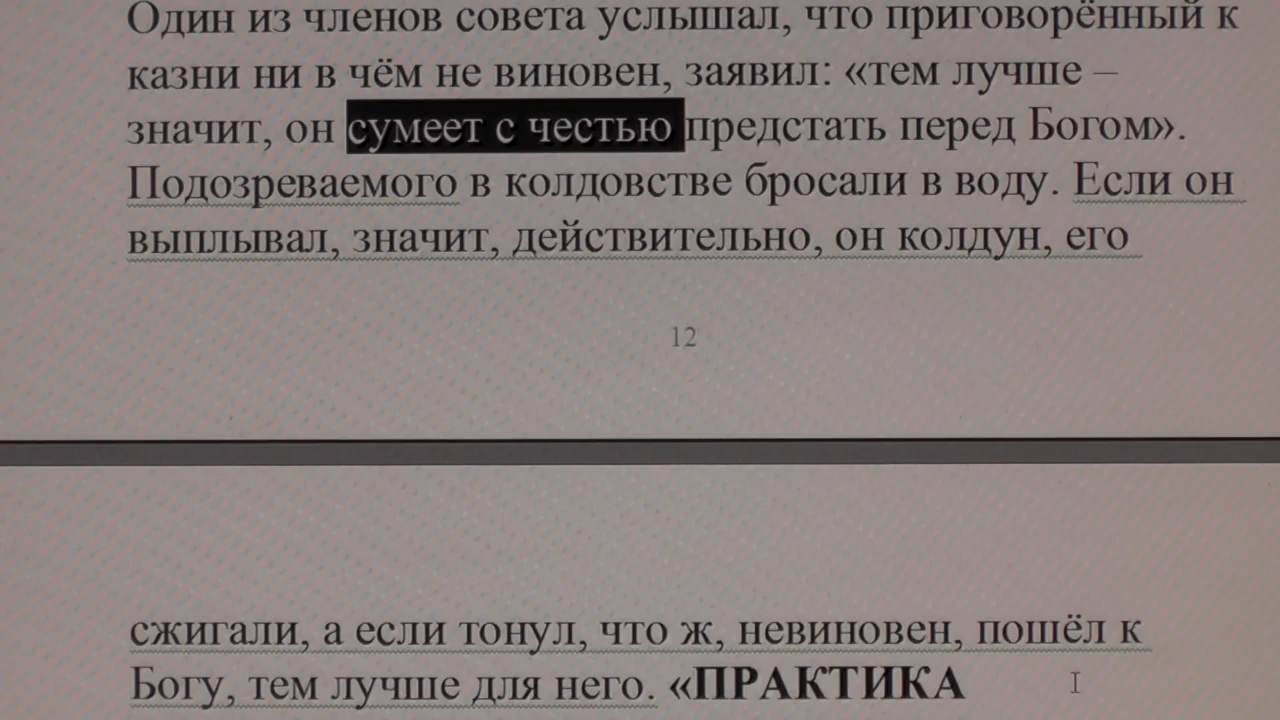 Один из членов совета услышал, что приговорённый к
казни ни в чём не виновен, заявил: «тем лучше –
значит, он сумеет с честью предстать перед Богом».
Подозреваемого в колдовстве бросали в воду. Если он
выплывал, значит, действительно, он колдун, его
12
сжигали, а если тонул, что ж, невиновен, пошёл к
Богу, тем лучше для него. «ПРАКТИКА